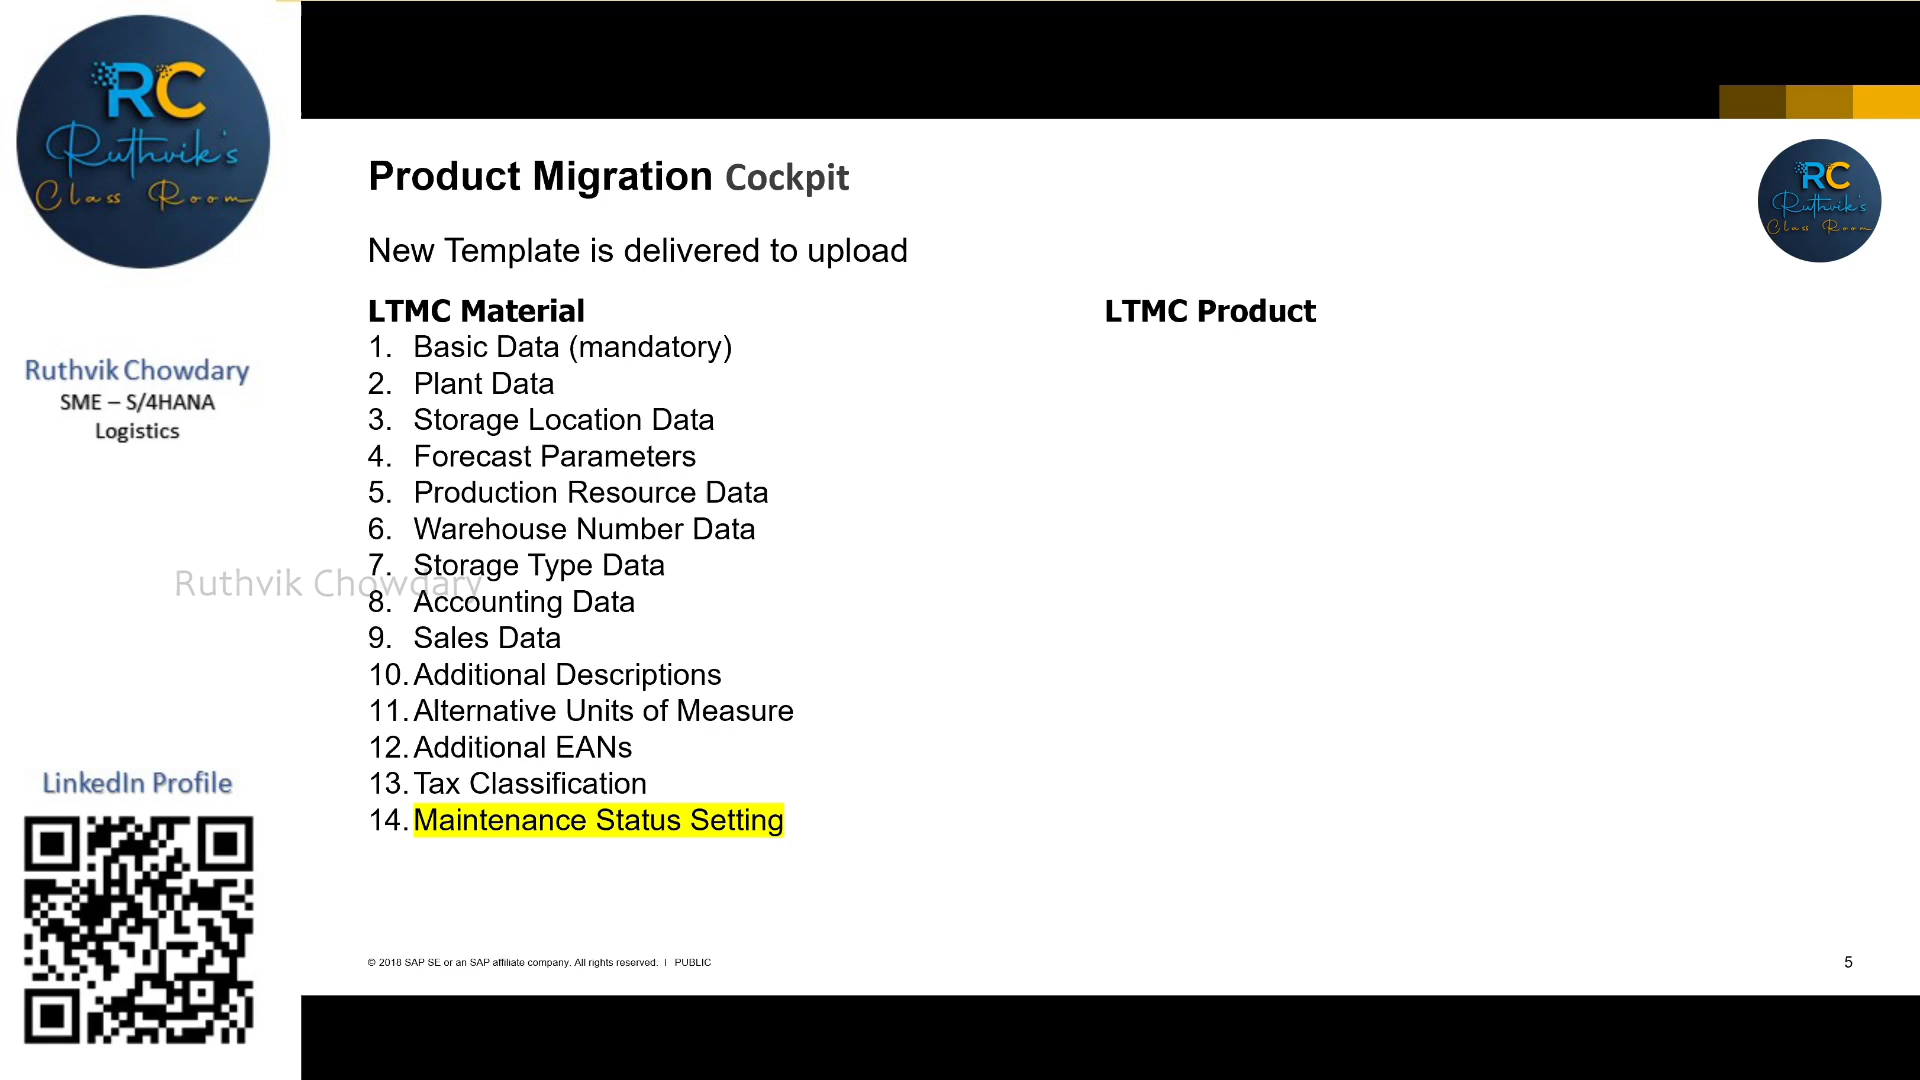 RC
Ruthvik's
Class Room
Ruthvik Chowdary
SME – S/4HANA
Logistics
LinkedIn Profile
Ruthvik Chowdary
Product Migration Cockpit
RC
Ruthvik's
Class Room
New Template is delivered to upload
LTMC Material
1. Basic Data (mandatory)
2. Plant Data
3. Storage Location Data
4. Forecast Parameters
5. Production Resource Data
6. Warehouse Number Data
7. Storage Type Data
8. Accounting Data
9. Sales Data
10. Additional Descriptions
11. Alternative Units of Measure
12. Additional EANs
13. Tax Classification
14. Maintenance Status Setting
LTMC Product
© 2018 SAP SE or an SAP affiliate company. All rights reserved. | PUBLIC
5